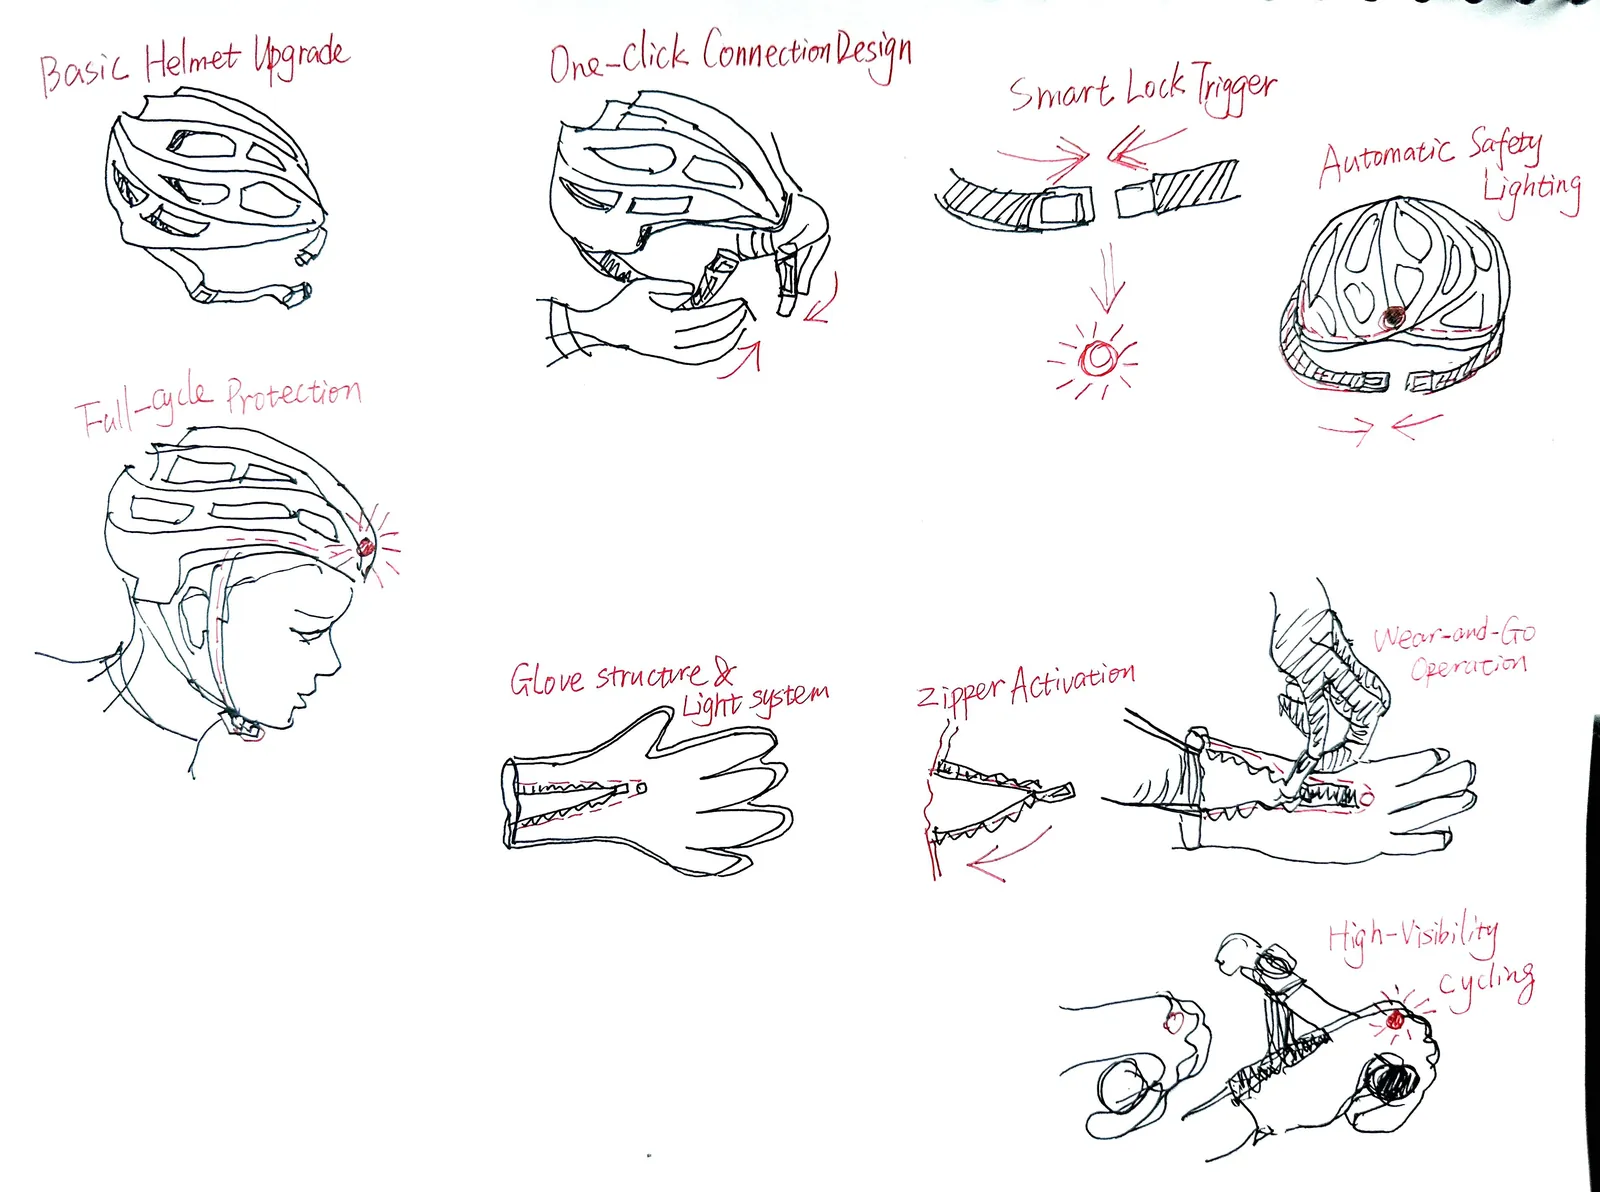 Basic Helmet Upgrade
One-Click Connection Design
Smart Lock Trigger
Automatic Safety
Lighting
Full-cycle Protection
Glove structure &
Light system
Zipper Activation
Wear-and-Go
Operation
High-Visibility
Cycling